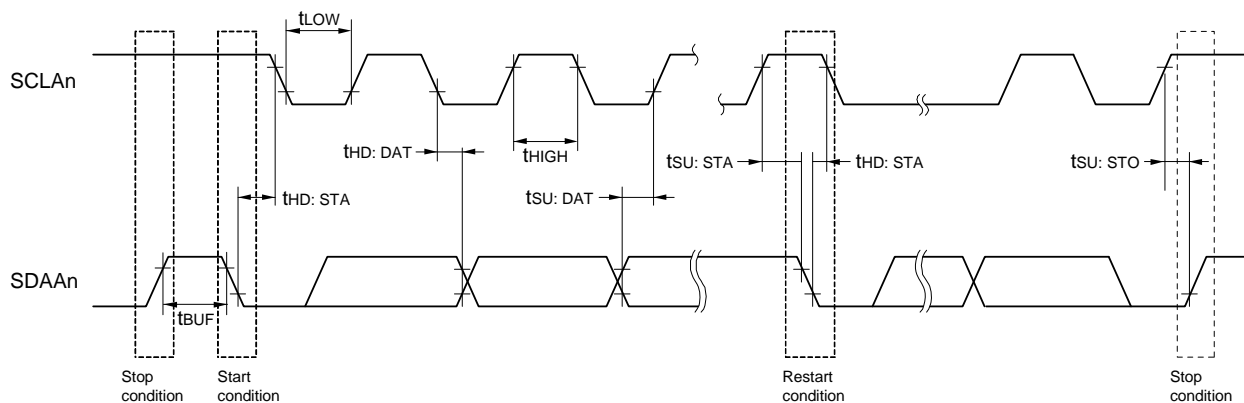 tLOW
SCLAn
tHD: DAT
tHIGH
tSU: STA
tHD: STA
tSU: STO
tHD: STA
tSU: DAT
SDAAn
tBUF
Stop
condition
Start
condition
Restart
condition
Stop
condition